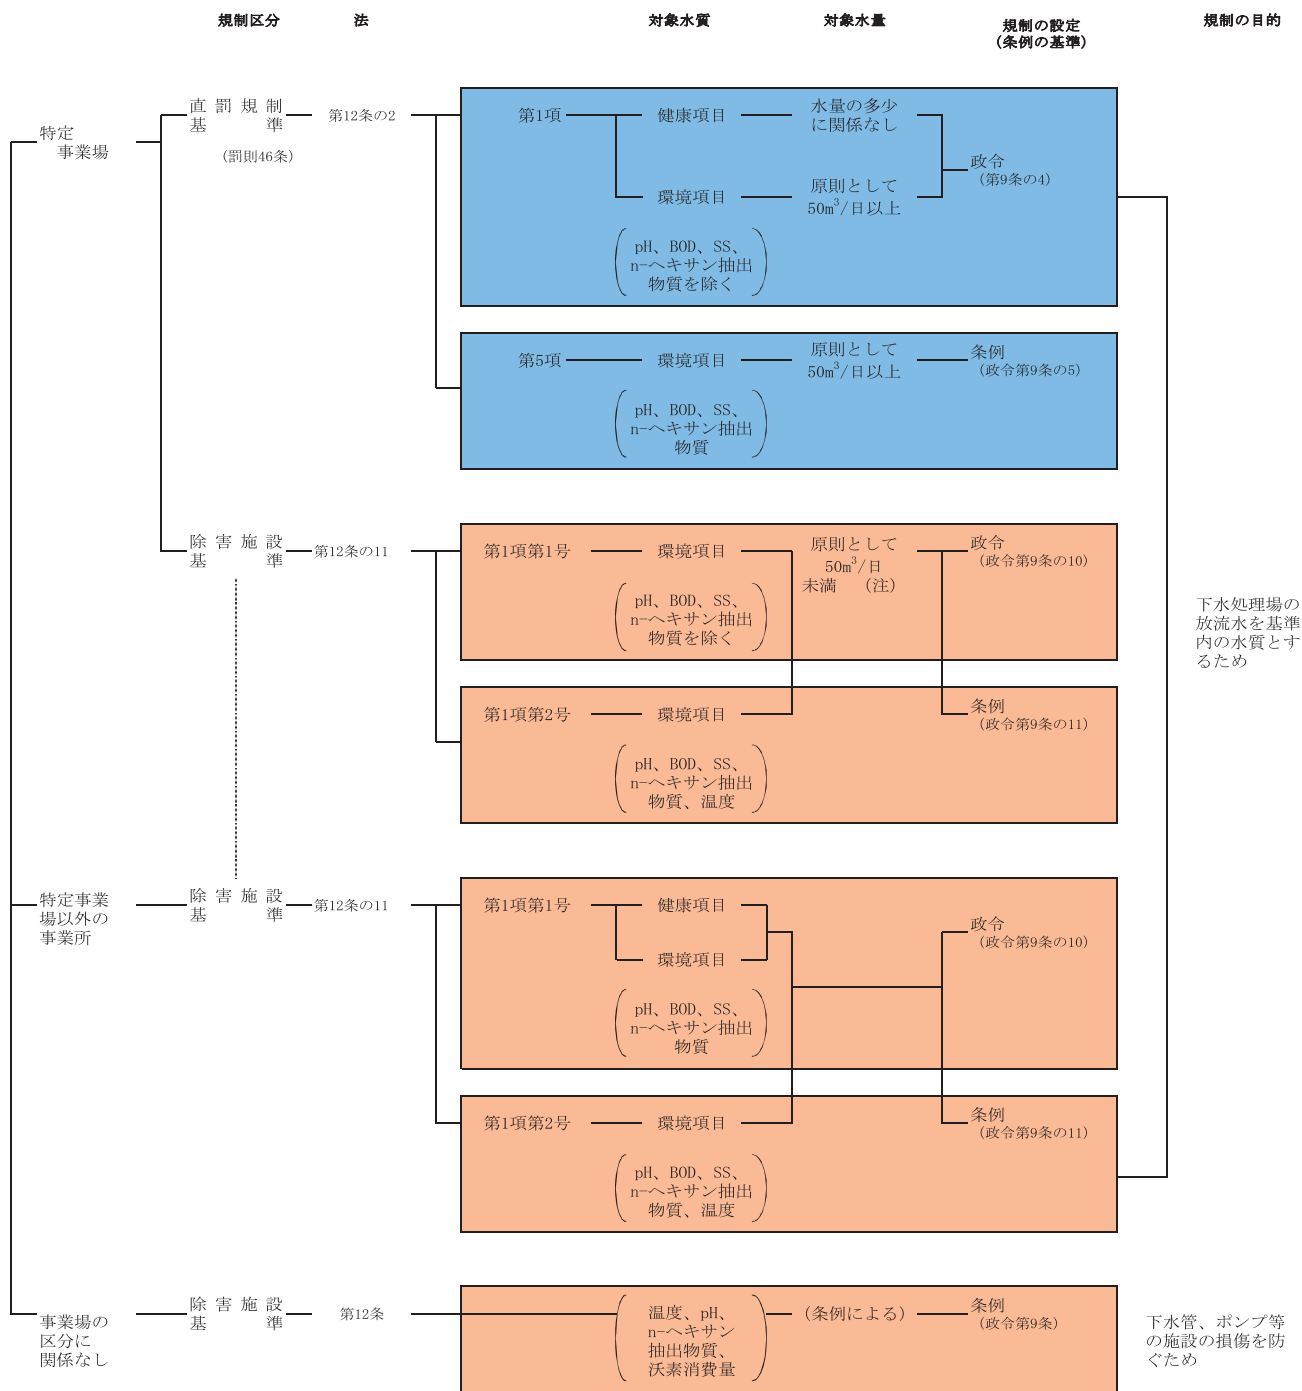 規制区分
法
対象水質
対象水量
規制の設定
(条例の基準)
規制の目的
特定
事業場
直罰規制
基準
(罰則46条)
第12条の2
第1項
健康項目
水量の多少
に関係なし
環境項目
原則として
50m³/日以上
政令
(第9条の4)
pH、BOD、SS、
n-ヘキサン抽出
物質を除く
第5項
環境項目
原則として
50m³/日以上
条例
(政令第9条の5)
pH、BOD、SS、
n-ヘキサン抽出
物質
除害施設
基準
第12条の11
第1項第1号
環境項目
原則として
50m³/日
未満 (注)
政令
(政令第9条の10)
pH、BOD、SS、
n-ヘキサン抽出
物質を除く
第1項第2号
環境項目
条例
(政令第9条の11)
pH、BOD、SS、
n-ヘキサン抽出
物質、温度
下水処理場の
放流水を基準
内の水質とす
るため
特定事業
場以外の
事業所
除害施設
基準
第12条の11
第1項第1号
健康項目
環境項目
政令
(政令第9条の10)
pH、BOD、SS、
n-ヘキサン抽出
物質
第1項第2号
環境項目
条例
(政令第9条の11)
pH、BOD、SS、
n-ヘキサン抽出
物質、温度
事業場の
区分に
関係なし
除害施設
基準
第12条
温度、pH、
n-ヘキサン
抽出物質、
沃素消費量
(条例による)
条例
(政令第9条)
下水管、ポンプ等
の施設の損傷を防
ぐため